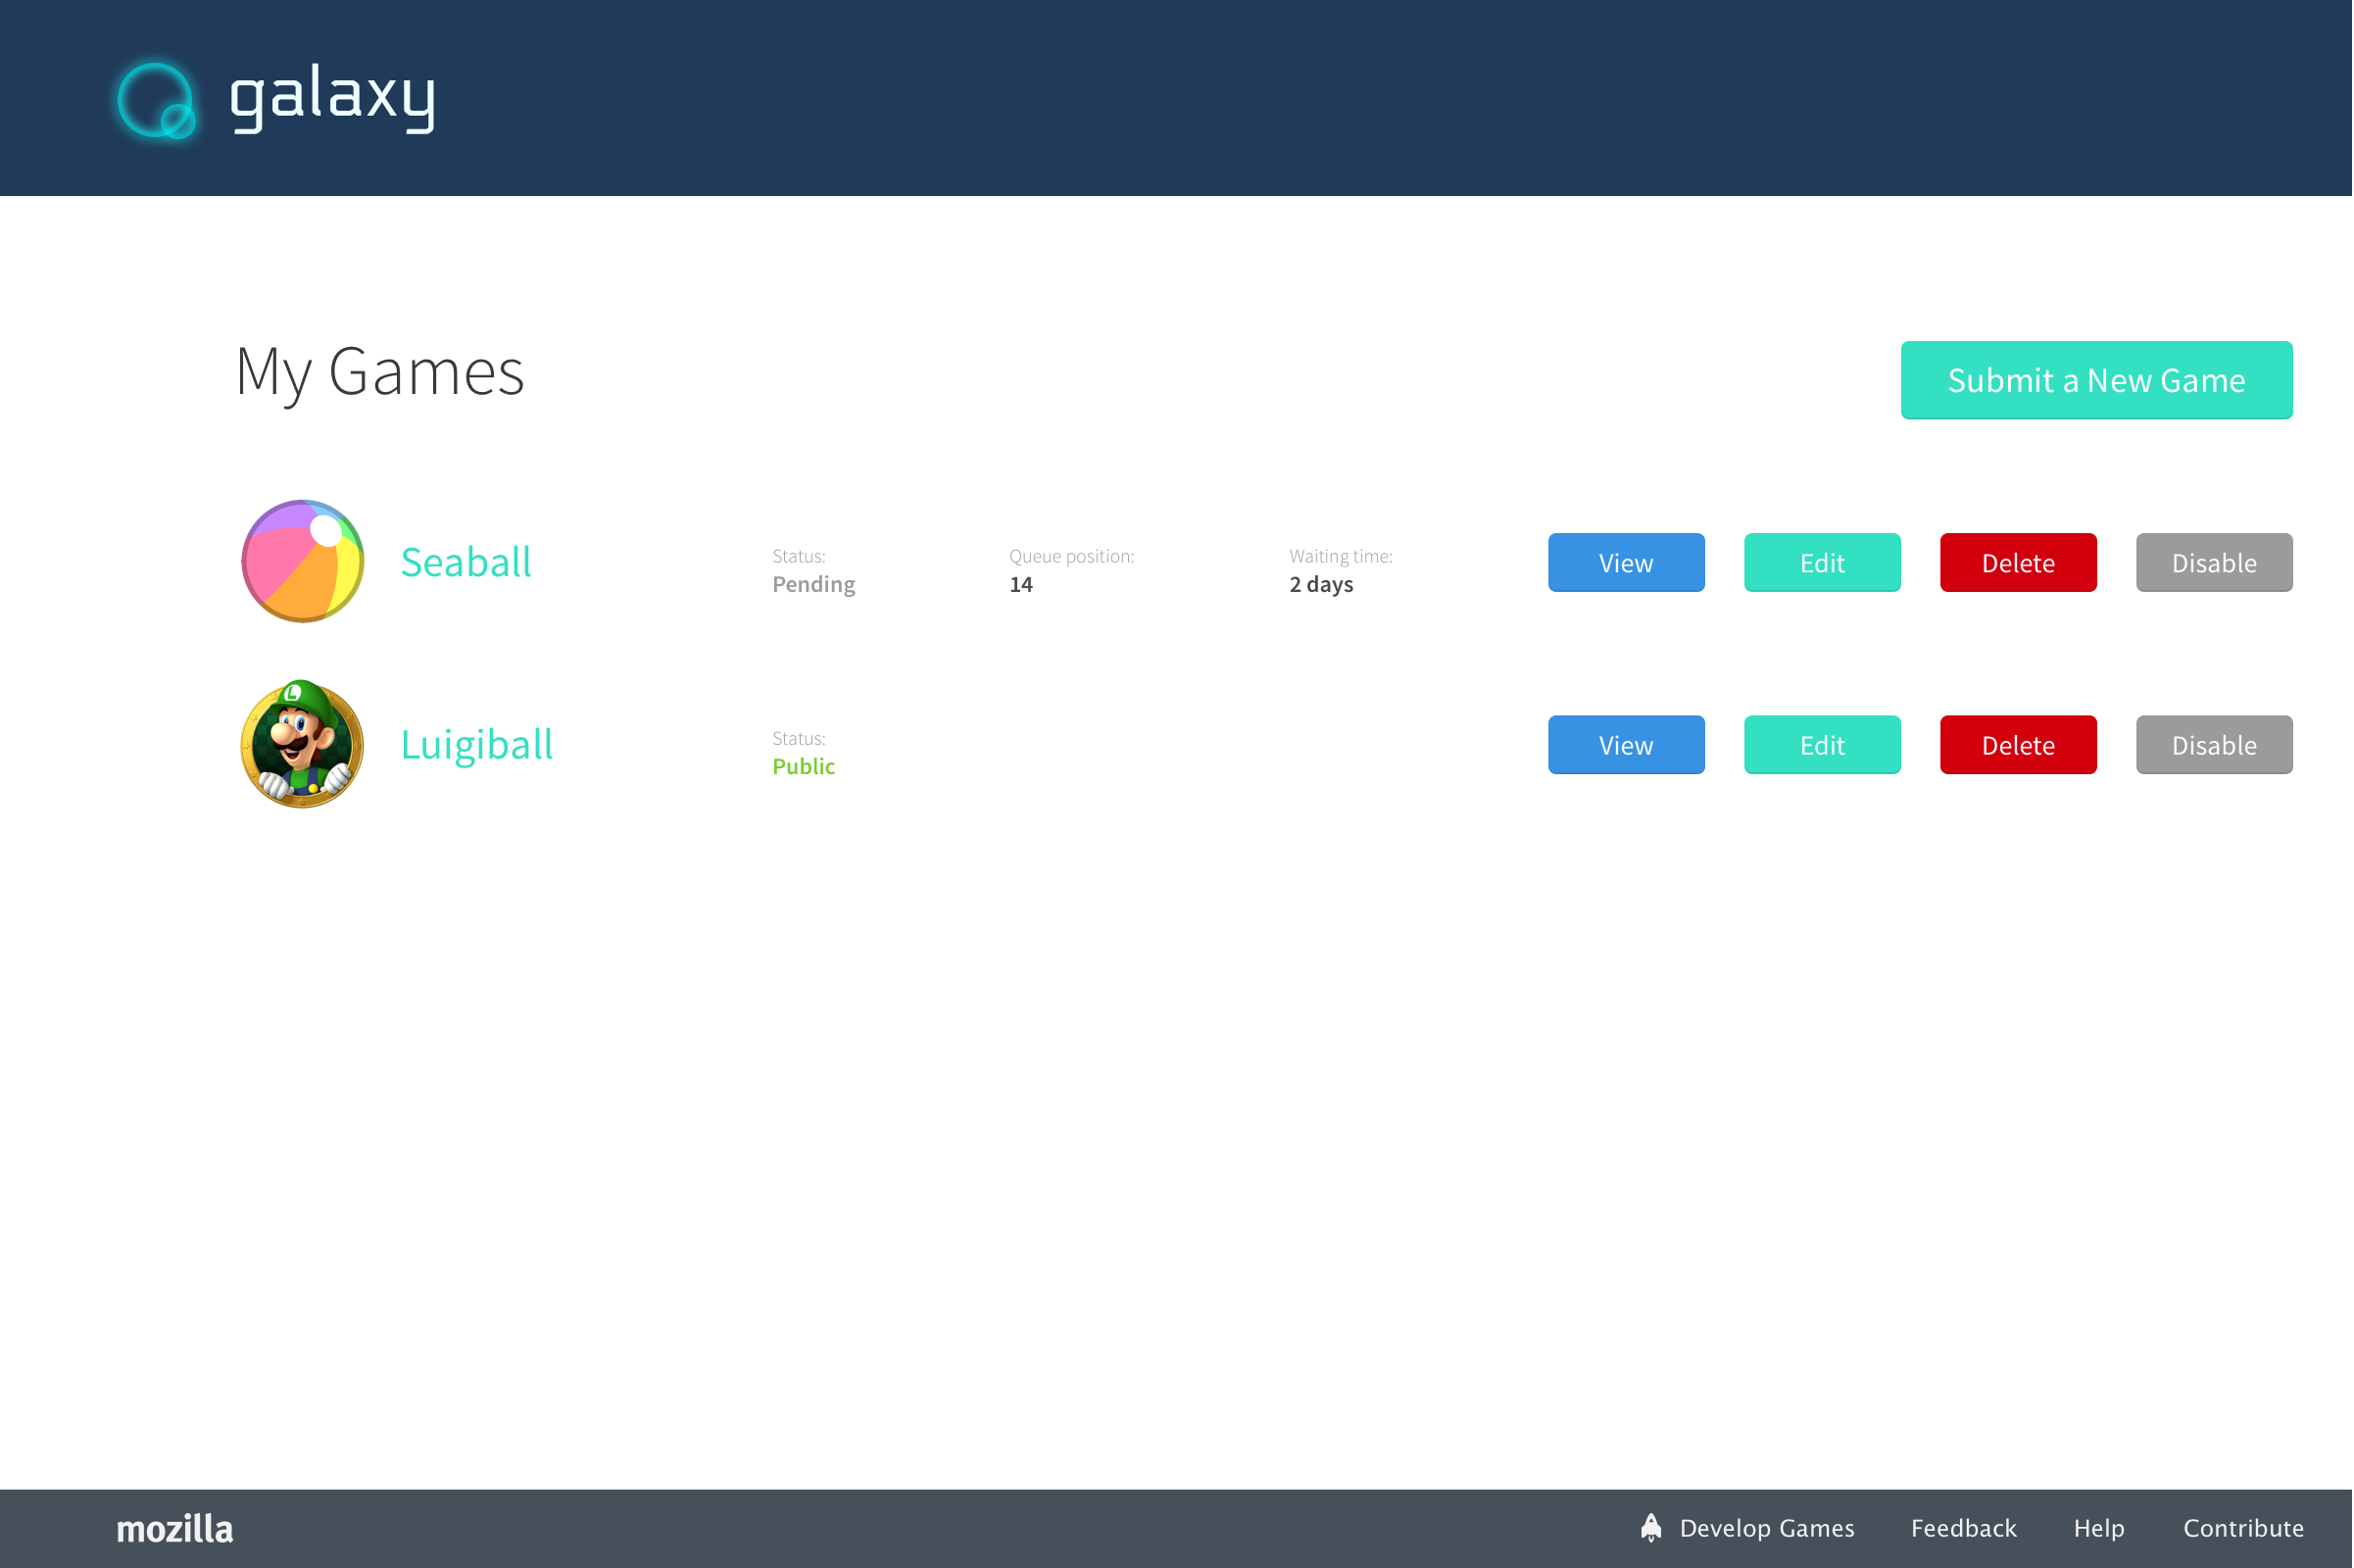 galaxy
My Games
Submit a New Game
Seaball
Status:
Pending
Queue position:
14
Waiting time:
2 days
View
Edit
Delete
Disable
L
Luigiball
Status:
Public
View
Edit
Delete
Disable
mozilla
Develop Games
Feedback
Help
Contribute